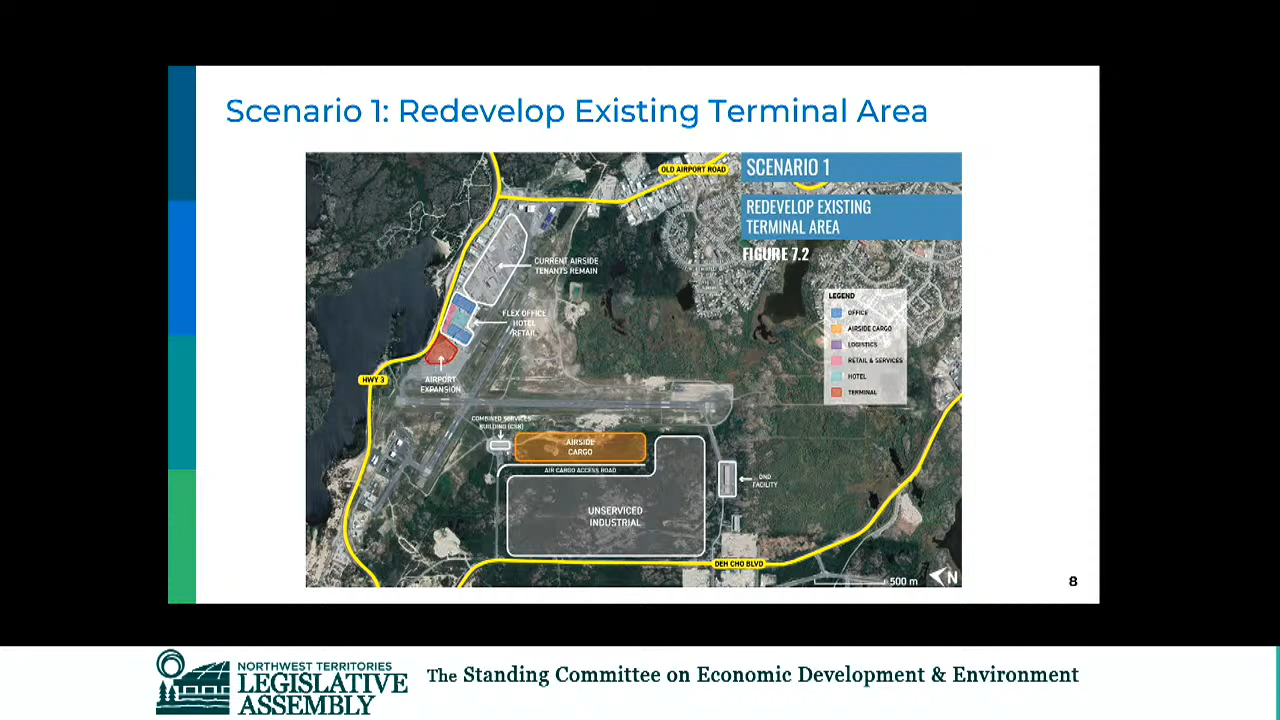 Scenario 1: Redevelop Existing Terminal Area
OLD AIRPORT ROAD
SCENARIO 1
REDEVELOP EXISTING
TERMINAL AREA
FIGURE 7.2
CURRENT AIRSIDE
TENANTS REMAIN
LEGEND
OFFICE
AIRSIDE CARGO
LOGISTICS
RETAIL & SERVICES
HOTEL
TERMINAL
FLEX OFFICE
HOTEL
RETAIL
HWY 3
AIRPORT
EXPANSION
COMBINED SERVICES
BUILDING (CSB)
AIRSIDE
CARGO
AIR CARGO ACCESS ROAD
DND
FACILITY
UNSERVICED
INDUSTRIAL
DEH CHO BLVD
500 m
N
8
NORTHWEST TERRITORIES
LEGISLATIVE
ASSEMBLY
The Standing Committee on Economic Development & Environment